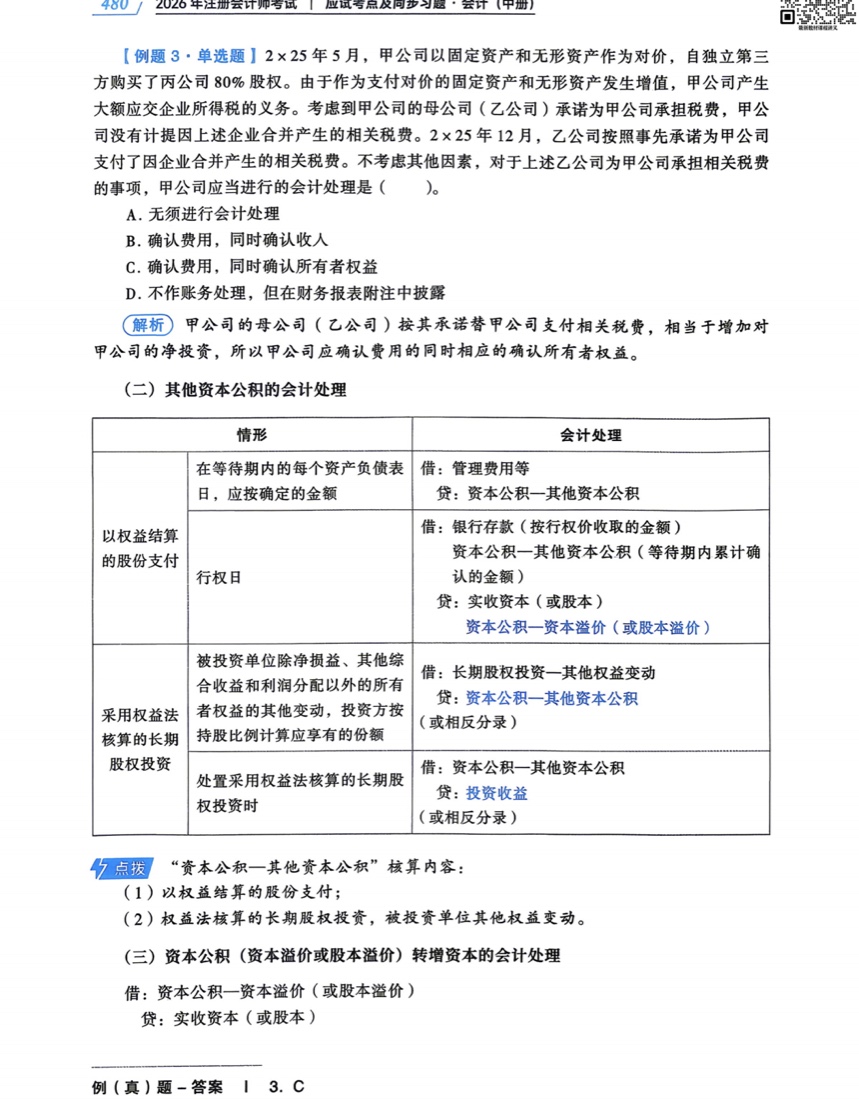 480 2026年注册会计师考试 | 应试考点及同步习题·会计（中册）
【例题3·单选题】2×25年5月，甲公司以固定资产和无形资产作为对价，自独立第三
方购买了丙公司80%股权。由于作为支付对价的固定资产和无形资产发生增值，甲公司产生
大额应交企业所得税的义务。考虑到甲公司的母公司（乙公司）承诺为甲公司承担税费，甲公
司没有计提因上述企业合并产生的相关税费。2×25年12月，乙公司按照事先承诺为甲公司
支付了因企业合并产生的相关税费。不考虑其他因素，对于上述乙公司为甲公司承担相关税费
的事项，甲公司应当进行的会计处理是（　　）。
A. 无须进行会计处理
B. 确认费用，同时确认收入
C. 确认费用，同时确认所有者权益
D. 不作账务处理，但在财务报表附注中披露
解析 甲公司的母公司（乙公司）按其承诺替甲公司支付相关税费，相当于增加对
甲公司的净投资，所以甲公司应确认费用的同时相应的确认所有者权益。
（二）其他资本公积的会计处理
情形 会计处理
以权益结算
的股份支付
在等待期内的每个资产负债表
日，应按确定的金额
借：管理费用等
贷：资本公积—其他资本公积
行权日
借：银行存款（按行权价收取的金额）
资本公积—其他资本公积（等待期内累计确
认的金额）
贷：实收资本（或股本）
资本公积—资本溢价（或股本溢价）
采用权益法
核算的长期
股权投资
被投资单位除净损益、其他综
合收益和利润分配以外的所有
者权益的其他变动，投资方按
持股比例计算应享有的份额
借：长期股权投资—其他权益变动
贷：资本公积—其他资本公积
（或相反分录）
处置采用权益法核算的长期股
权投资时
借：资本公积—其他资本公积
贷：投资收益
（或相反分录）
点拨 “资本公积—其他资本公积”核算内容：
（1）以权益结算的股份支付；
（2）权益法核算的长期股权投资，被投资单位其他权益变动。
（三）资本公积（资本溢价或股本溢价）转增资本的会计处理
借：资本公积—资本溢价（或股本溢价）
贷：实收资本（或股本）
例（真）题－答案 | 3. C